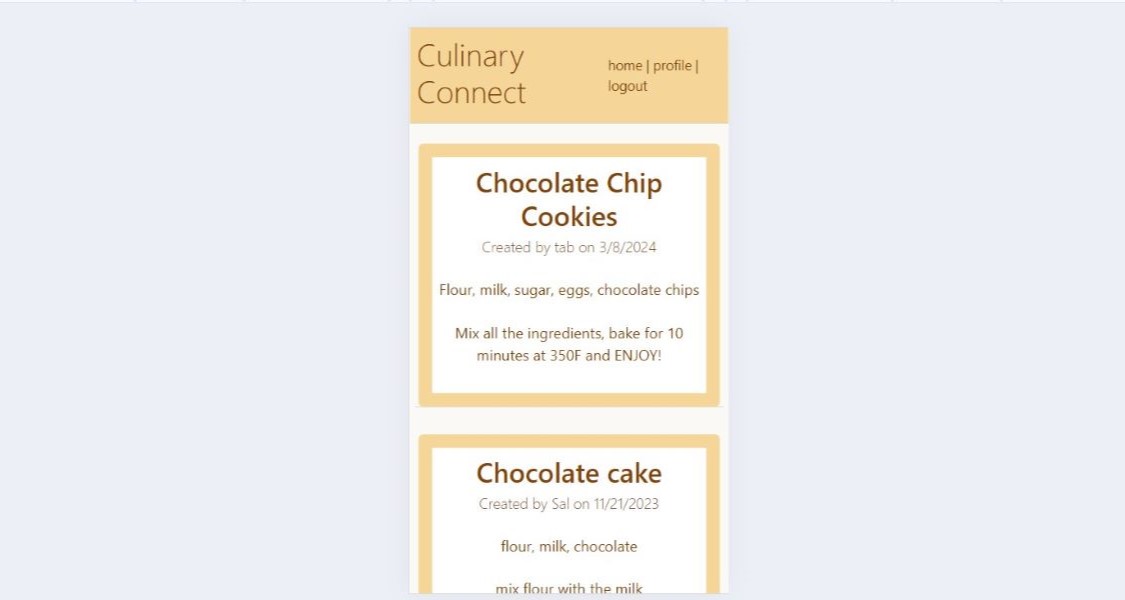 Culinary
Connect
home | profile |
logout
Chocolate Chip
Cookies
Created by tab on 3/8/2024
Flour, milk, sugar, eggs, chocolate chips
Mix all the ingredients, bake for 10
minutes at 350F and ENJOY!
Chocolate cake
Created by Sal on 11/21/2023
flour, milk, chocolate
mix flour with the milk